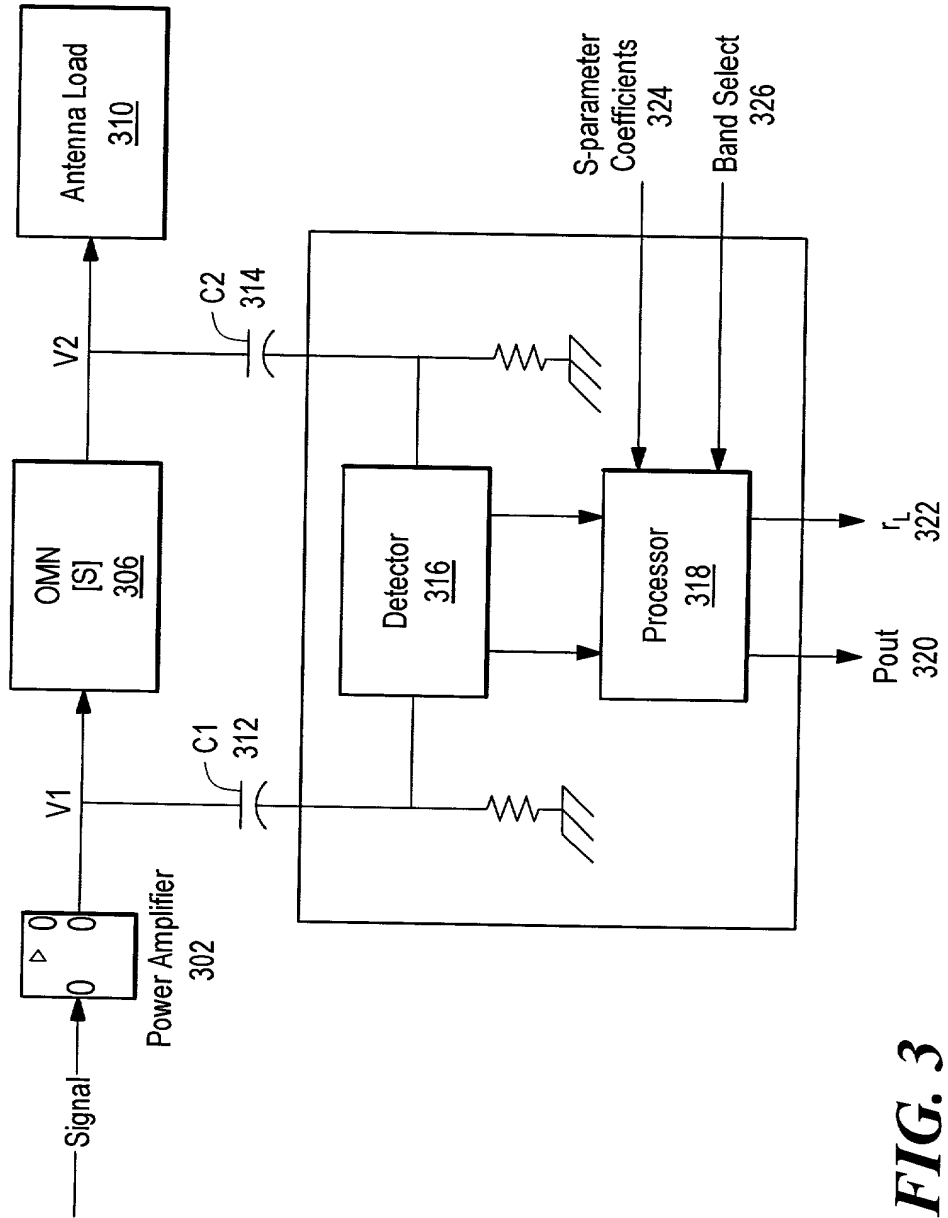 Signal
Power Amplifier
302
V1
OMN
[S]
306
V2
Antenna Load
310
C1
312
C2
314
Detector
316
Processor
318
S-parameter
Coefficients
324
Band Select
326
Pout
320
rL
322
FIG. 3